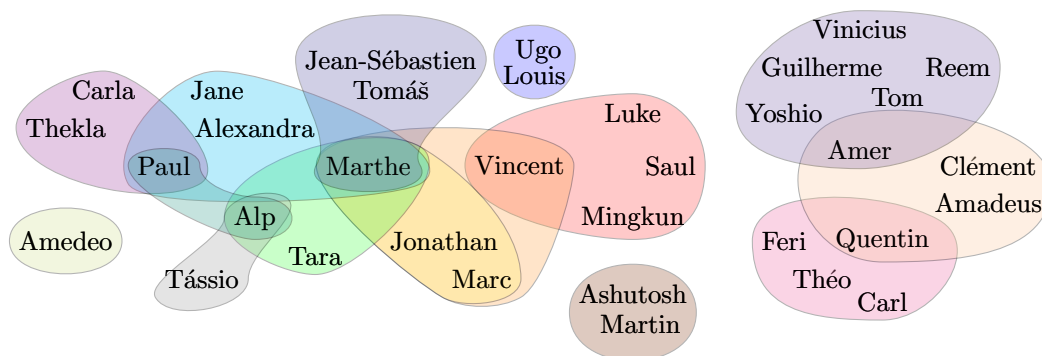 Jean-Sébastien
Tomáš
Ugo
Louis
Carla
Thekla
Jane
Alexandra
Paul
Marthe
Vincent
Luke
Saul
Mingkun
Alp
Amedeo
Tássio
Tara
Jonathan
Marc
Ashutosh
Martin
Vinicius
Guilherme
Reem
Tom
Yoshio
Amer
Clément
Amadeus
Feri
Quentin
Théo
Carl